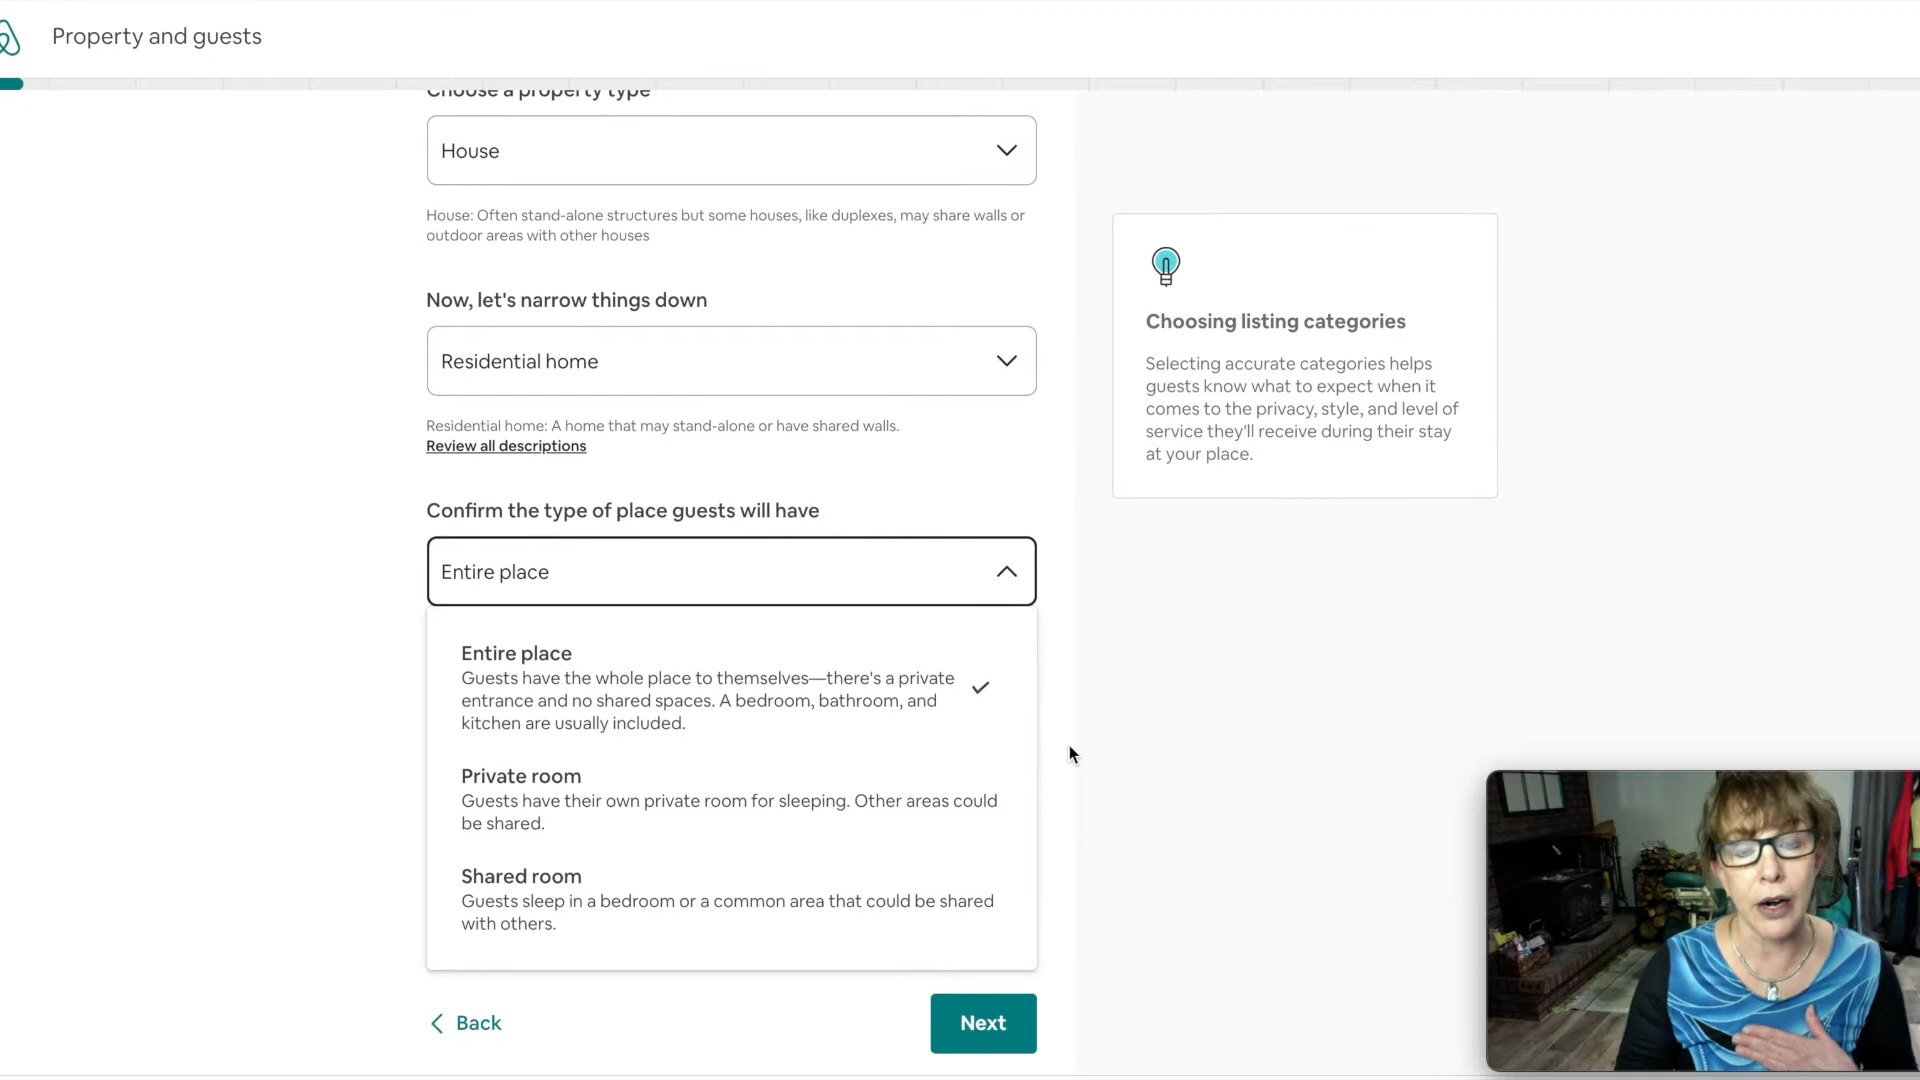 Property and guests
Choose a property type
House
House: Often stand-alone structures but some houses, like duplexes, may share walls or
outdoor areas with other houses
Now, let's narrow things down
Residential home
Residential home: A home that may stand-alone or have shared walls.
Review all descriptions
Confirm the type of place guests will have
Entire place
Entire place
Guests have the whole place to themselves—there's a private
entrance and no shared spaces. A bedroom, bathroom, and
kitchen are usually included.
Private room
Guests have their own private room for sleeping. Other areas could
be shared.
Shared room
Guests sleep in a bedroom or a common area that could be shared
with others.
Back
Next
Choosing listing categories
Selecting accurate categories helps
guests know what to expect when it
comes to the privacy, style, and level of
service they'll receive during their stay
at your place.